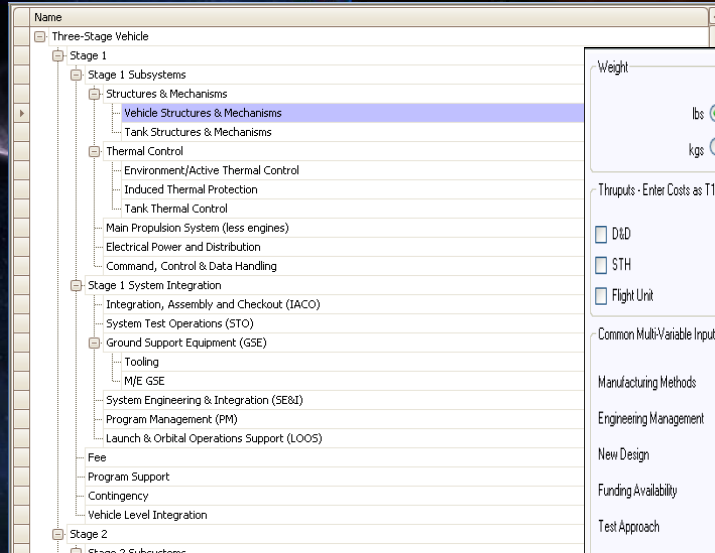 Name
Three-Stage Vehicle
Stage 1
Stage 1 Subsystems
Structures & Mechanisms
Vehicle Structures & Mechanisms
Tank Structures & Mechanisms
Thermal Control
Environment/Active Thermal Control
Induced Thermal Protection
Tank Thermal Control
Main Propulsion System (less engines)
Electrical Power and Distribution
Command, Control & Data Handling
Stage 1 System Integration
Integration, Assembly and Checkout (IACO)
System Test Operations (STO)
Ground Support Equipment (GSE)
Tooling
M/E GSE
System Engineering & Integration (SE&I)
Program Management (PM)
Launch & Orbital Operations Support (LOOS)
Fee
Program Support
Contingency
Vehicle Level Integration
Stage 2
Stage 2 Subsystems
Weight
lbs
kgs
Thruputs - Enter Costs as T1
D&D
STH
Flight Unit
Common Multi-Variable Input
Manufacturing Methods
Engineering Management
New Design
Funding Availability
Test Approach